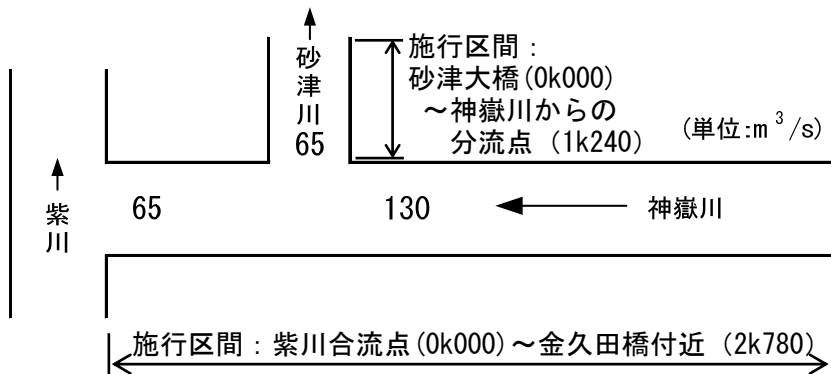 砂津川
65
施行区間：
砂津大橋(0k000)
～神嶽川からの
分流点（1k240）
(単位:m³/s)
紫川
65
130
神嶽川
施行区間：紫川合流点(0k000)～金久田橋付近（2k780)